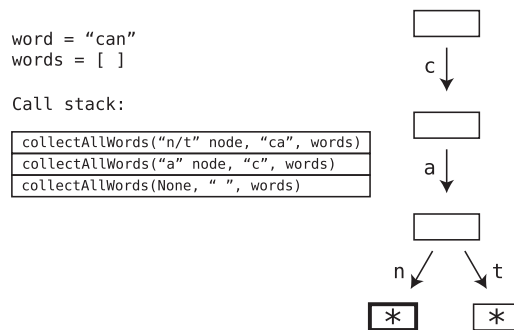 word = “can”
words = [ ]
Call stack:
collectAllWords(“n/t” node, “ca”, words)
collectAllWords(“a” node, “c”, words)
collectAllWords(None, “ ”, words)
c
a
n
t
*
*